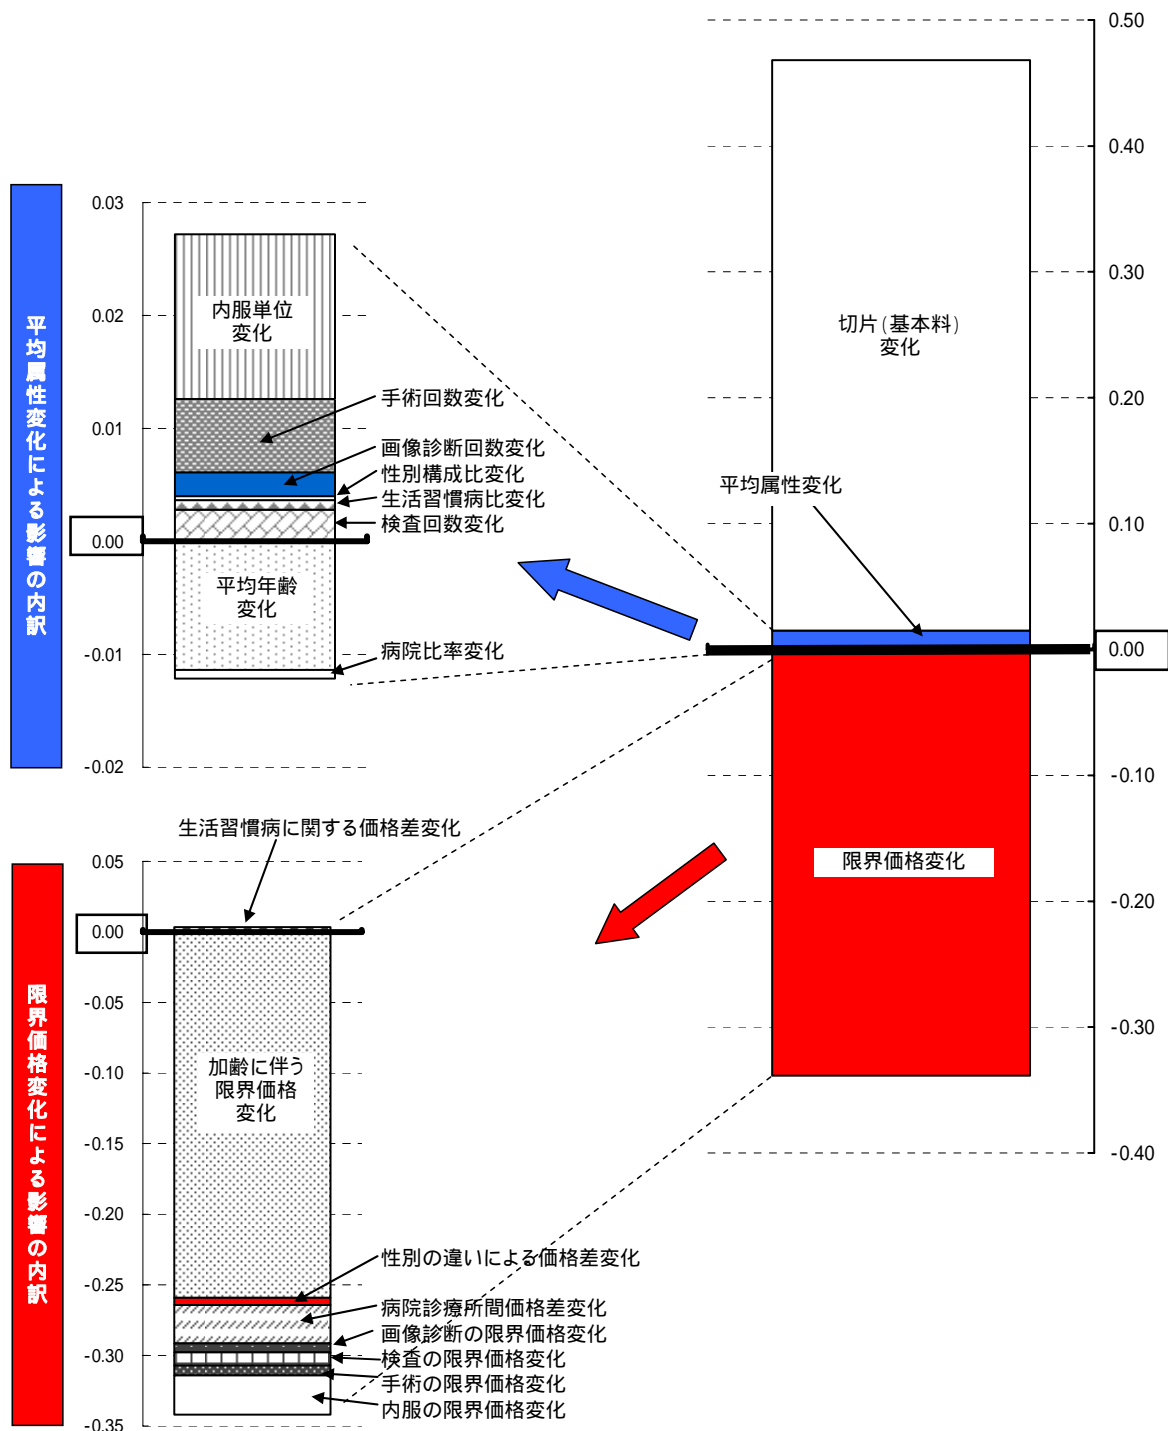 平均属性変化による影響の内訳
0.03
0.02
0.01
0.00
-0.01
-0.02
内服単位
変化
手術回数変化
画像診断回数変化
性別構成比変化
生活習慣病比変化
検査回数変化
平均年齢
変化
病院比率変化
0.50
0.40
0.30
0.20
0.10
0.00
-0.10
-0.20
-0.30
-0.40
切片(基本料)
変化
平均属性変化
限界価格変化
限界価格変化による影響の内訳
生活習慣病に関する価格差変化
0.05
0.00
-0.05
-0.10
-0.15
-0.20
-0.25
-0.30
-0.35
加齢に伴う
限界価格
変化
性別の違いによる価格差変化
病院診療所間価格差変化
画像診断の限界価格変化
検査の限界価格変化
手術の限界価格変化
内服の限界価格変化